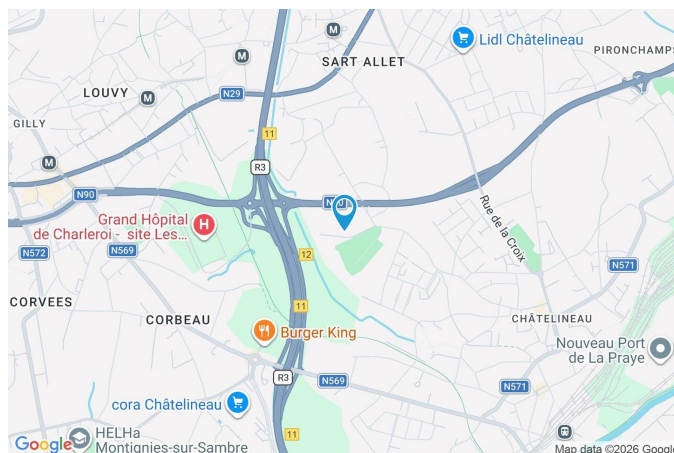 Lidl Châtelineau
PIRONCHAMPS
SART ALLET
M
M
LOUVY
N29
M
GILLY
11
M
R3
N90
Grand Hôpital
de Charleroi - site Les...
H
N572
N569
12
Rue de la Croix
N571
CORVEES
11
CORBEAU
CHÂTELINEAU
Burger King
Nouveau Port
de La Praye
R3
N569
N571
cora Châtelineau
11
HELHa
Montignies-sur-Sambre
Google
Map data ©2026 Google